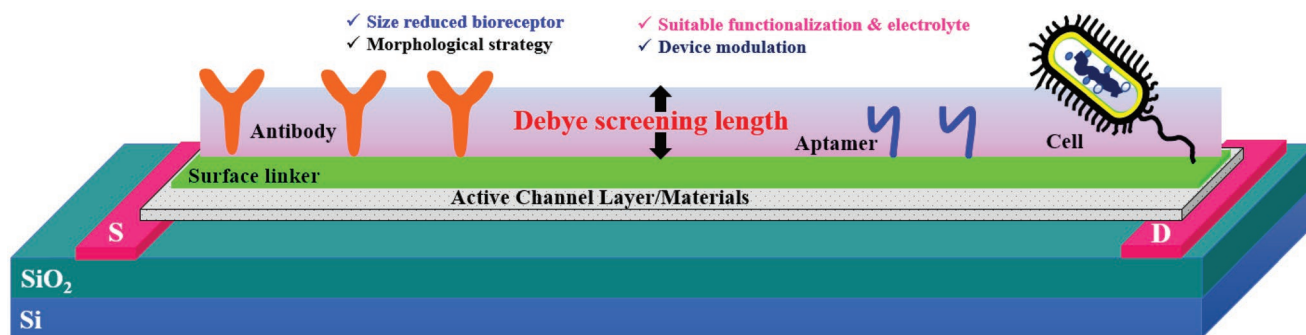 ✓ Size reduced bioreceptor
✓ Morphological strategy
✓ Suitable functionalization & electrolyte
✓ Device modulation
Antibody
Debye screening length
Aptamer
Cell
Surface linker
Active Channel Layer/Materials
S
D
SiO₂
Si